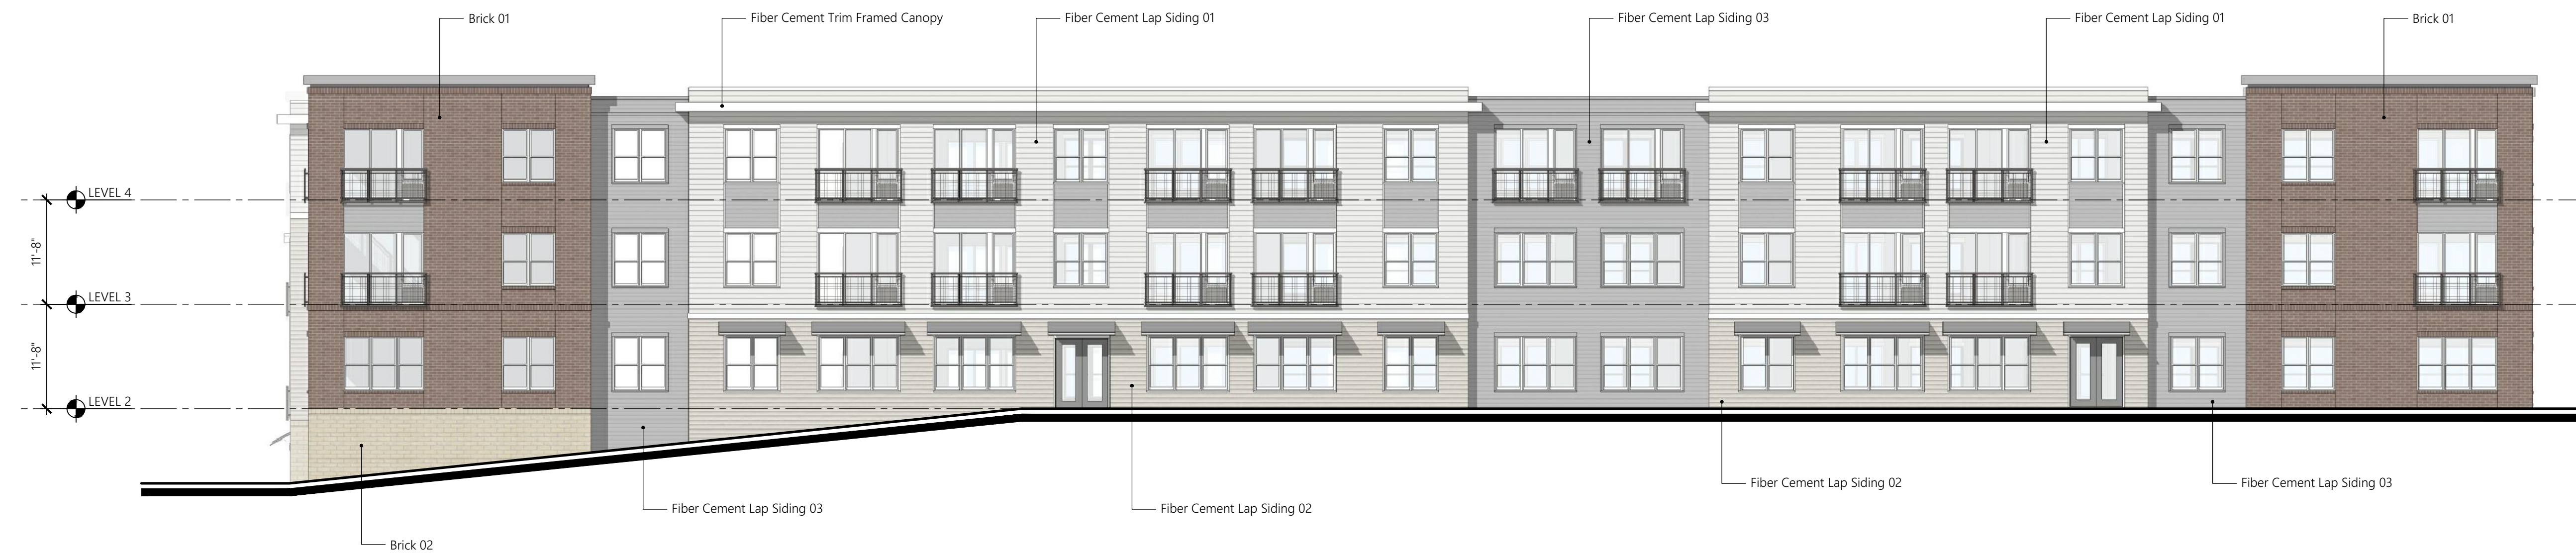 Brick 01
Fiber Cement Trim Framed Canopy
Fiber Cement Lap Siding 01
Fiber Cement Lap Siding 03
Fiber Cement Lap Siding 01
Brick 01
LEVEL 4
11'-8"
LEVEL 3
11'-8"
LEVEL 2
Fiber Cement Lap Siding 02
Fiber Cement Lap Siding 03
Fiber Cement Lap Siding 03
Fiber Cement Lap Siding 02
Brick 02